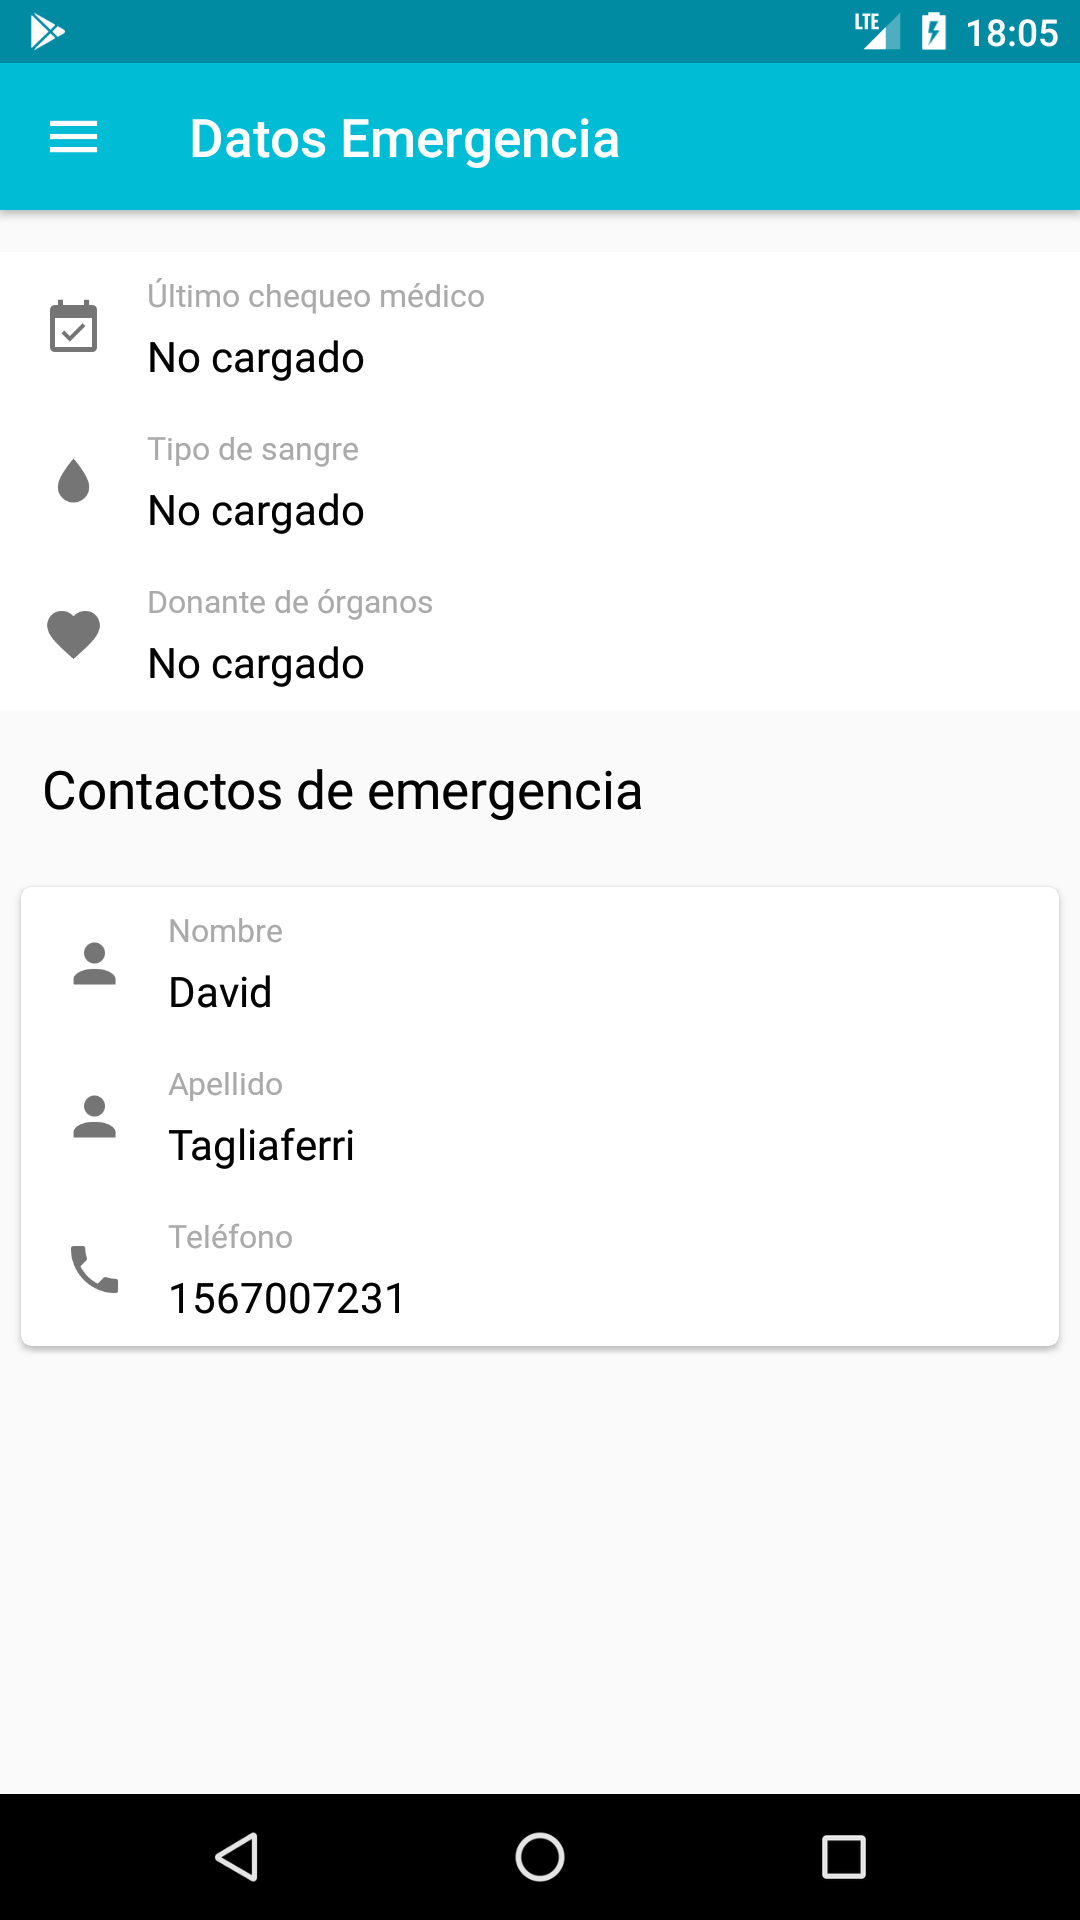 LTE 18:05
Datos Emergencia
Último chequeo médico
No cargado
Tipo de sangre
No cargado
Donante de órganos
No cargado
Contactos de emergencia
Nombre
David
Apellido
Tagliaferri
Teléfono
1567007231